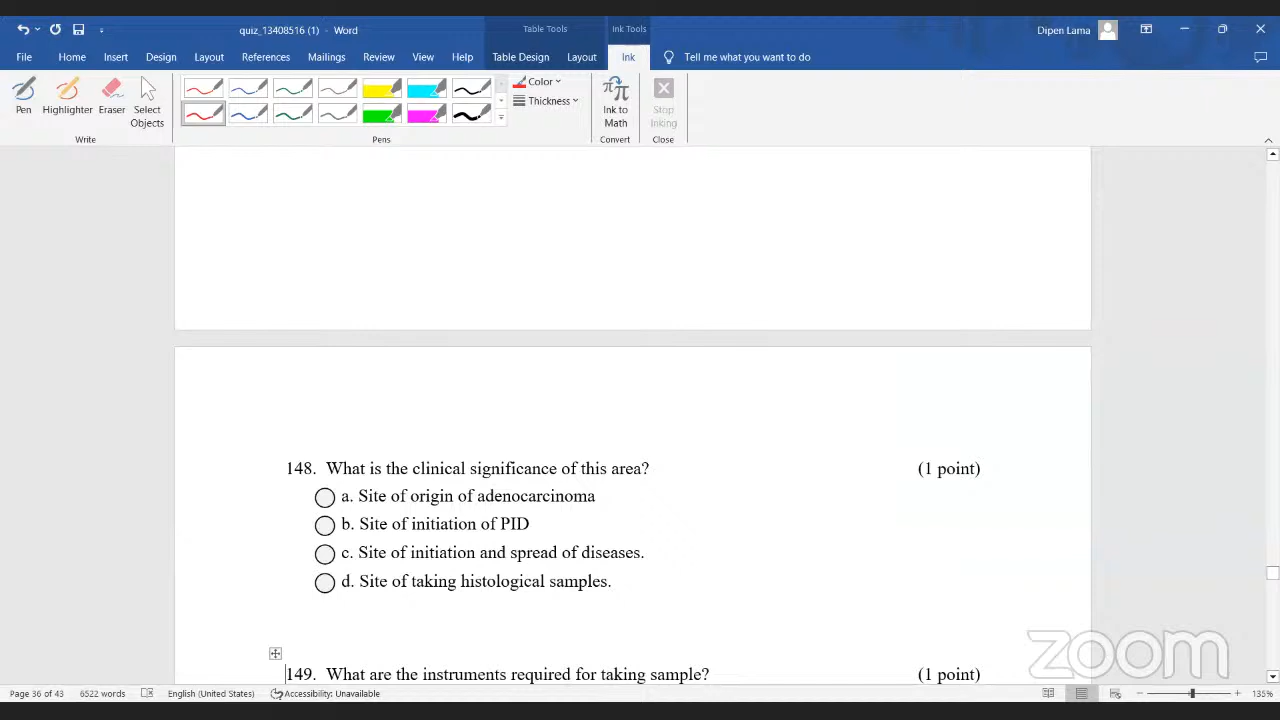 quiz_13408516 (1) - Word
Table Tools
Ink Tools
Dipen Lama
File Home Insert Design Layout References Mailings Review View Help Table Design Layout Ink Tell me what you want to do
Pen
Highlighter
Eraser
Select
Objects
Color
Thickness
Ink to
Math
Stop
Inking
Write
Pens
Convert
Close
148. What is the clinical significance of this area? (1 point)
a. Site of origin of adenocarcinoma
b. Site of initiation of PID
c. Site of initiation and spread of diseases.
d. Site of taking histological samples.
149. What are the instruments required for taking sample? (1 point)
zoom
Page 36 of 43 6522 words English (United States) Accessibility: Unavailable 135%